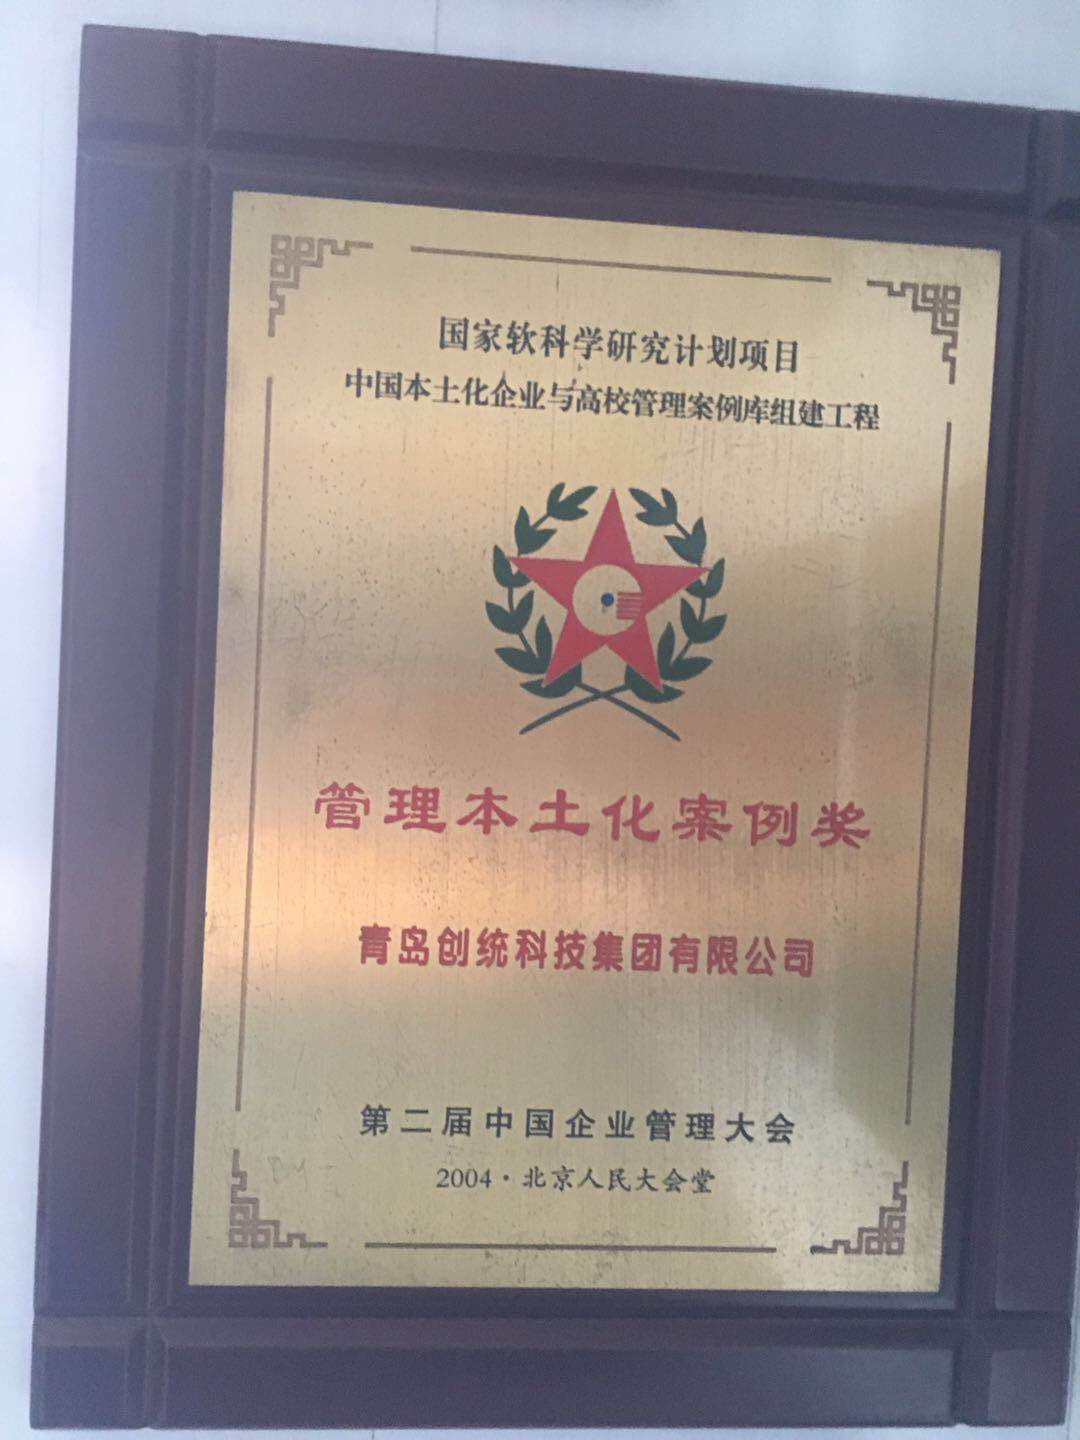 国家软科学研究计划项目
中国本土化企业与高校管理案例库组建工程
管理本土化案例奖
青岛创统科技集团有限公司
第二届中国企业管理大会
2004·北京人民大会堂